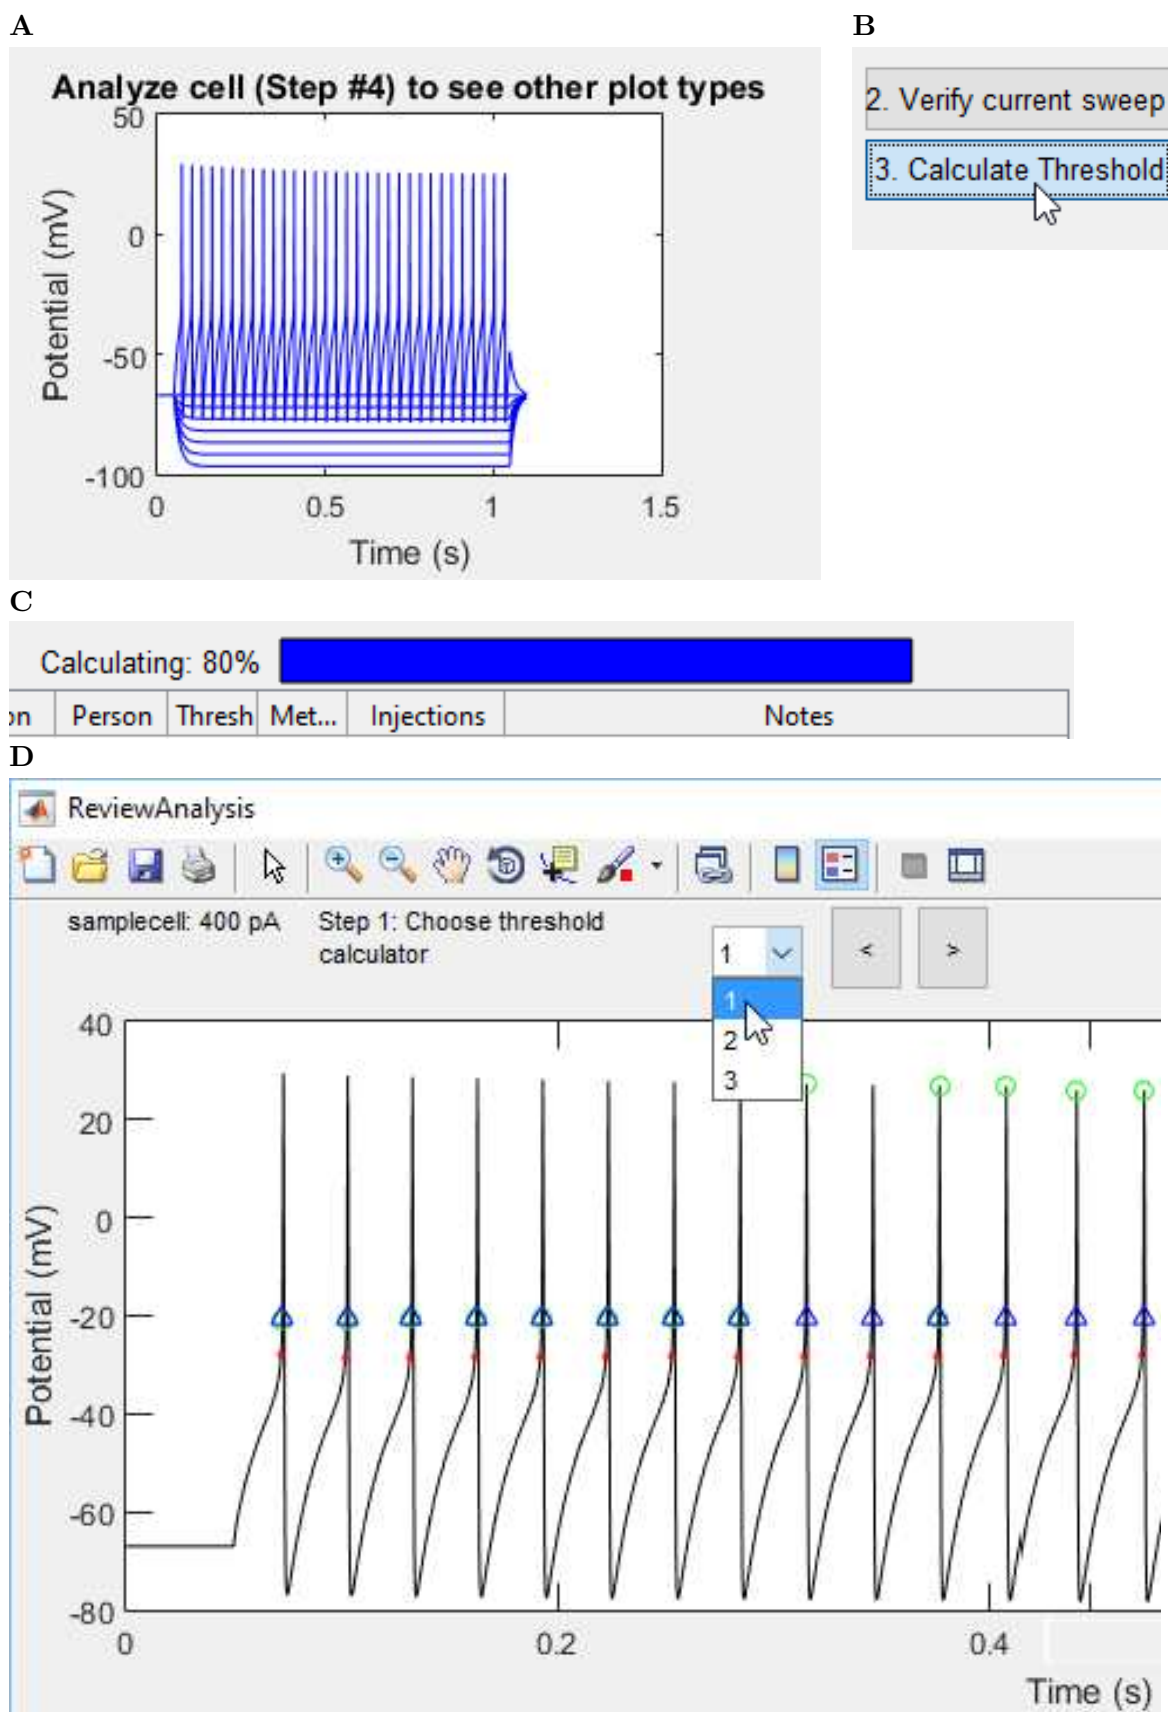 A
B
Analyze cell (Step #4) to see other plot types
50
0
-50
-100
Potential (mV)
0
0.5
1
1.5
Time (s)
2. Verify current sweep
3. Calculate Threshold
C
Calculating: 80%
on Person Thresh Met... Injections Notes
D
ReviewAnalysis
samplecell: 400 pA
Step 1: Choose threshold
calculator
1
1
2
3
<
>
40
20
0
-20
-40
-60
-80
Potential (mV)
0
0.2
0.4
Time (s)